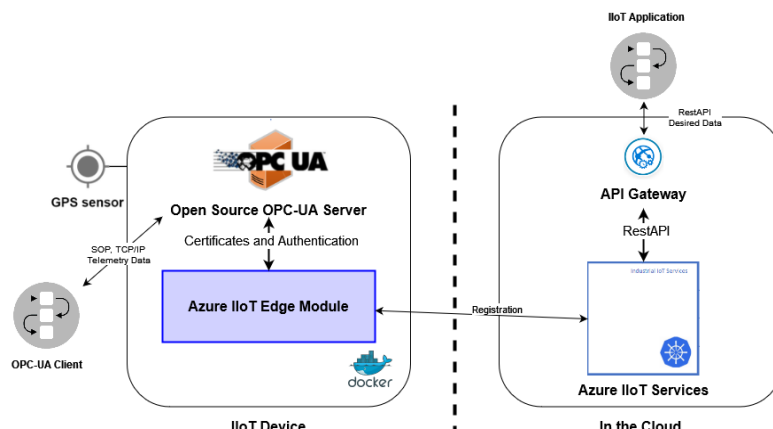 IIoT Application
RestAPI
Desired Data
OPC UA
GPS sensor
API Gateway
Open Source OPC-UA Server
SOP, TCP/IP
Telemetry Data
Certificates and Authentication
RestAPI
Industrial IoT Services
Azure IIoT Edge Module
Registration
OPC-UA Client
docker
Azure IIoT Services
IIoT Device
In the Cloud